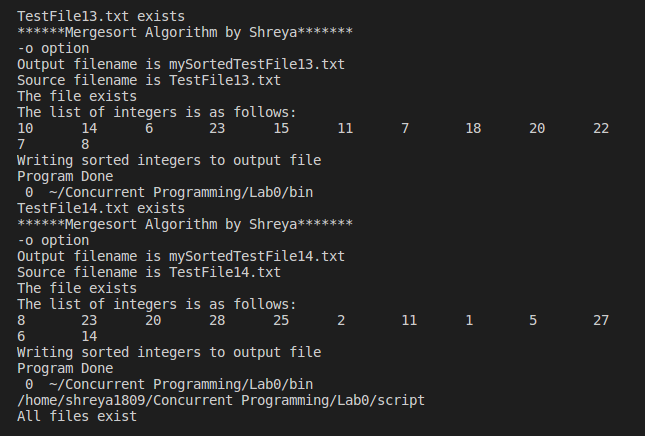 TestFile13.txt exists
******Mergesort Algorithm by Shreya*******
-o option
Output filename is mySortedTestFile13.txt
Source filename is TestFile13.txt
The file exists
The list of integers is as follows:
10 14 6 23 15 11 7 18 20 22
7 8
Writing sorted integers to output file
Program Done
0 ~/Concurrent Programming/Lab0/bin
TestFile14.txt exists
******Mergesort Algorithm by Shreya*******
-o option
Output filename is mySortedTestFile14.txt
Source filename is TestFile14.txt
The file exists
The list of integers is as follows:
8 23 20 28 25 2 11 1 5 27
6 14
Writing sorted integers to output file
Program Done
0 ~/Concurrent Programming/Lab0/bin
/home/shreya1809/Concurrent Programming/Lab0/script
All files exist